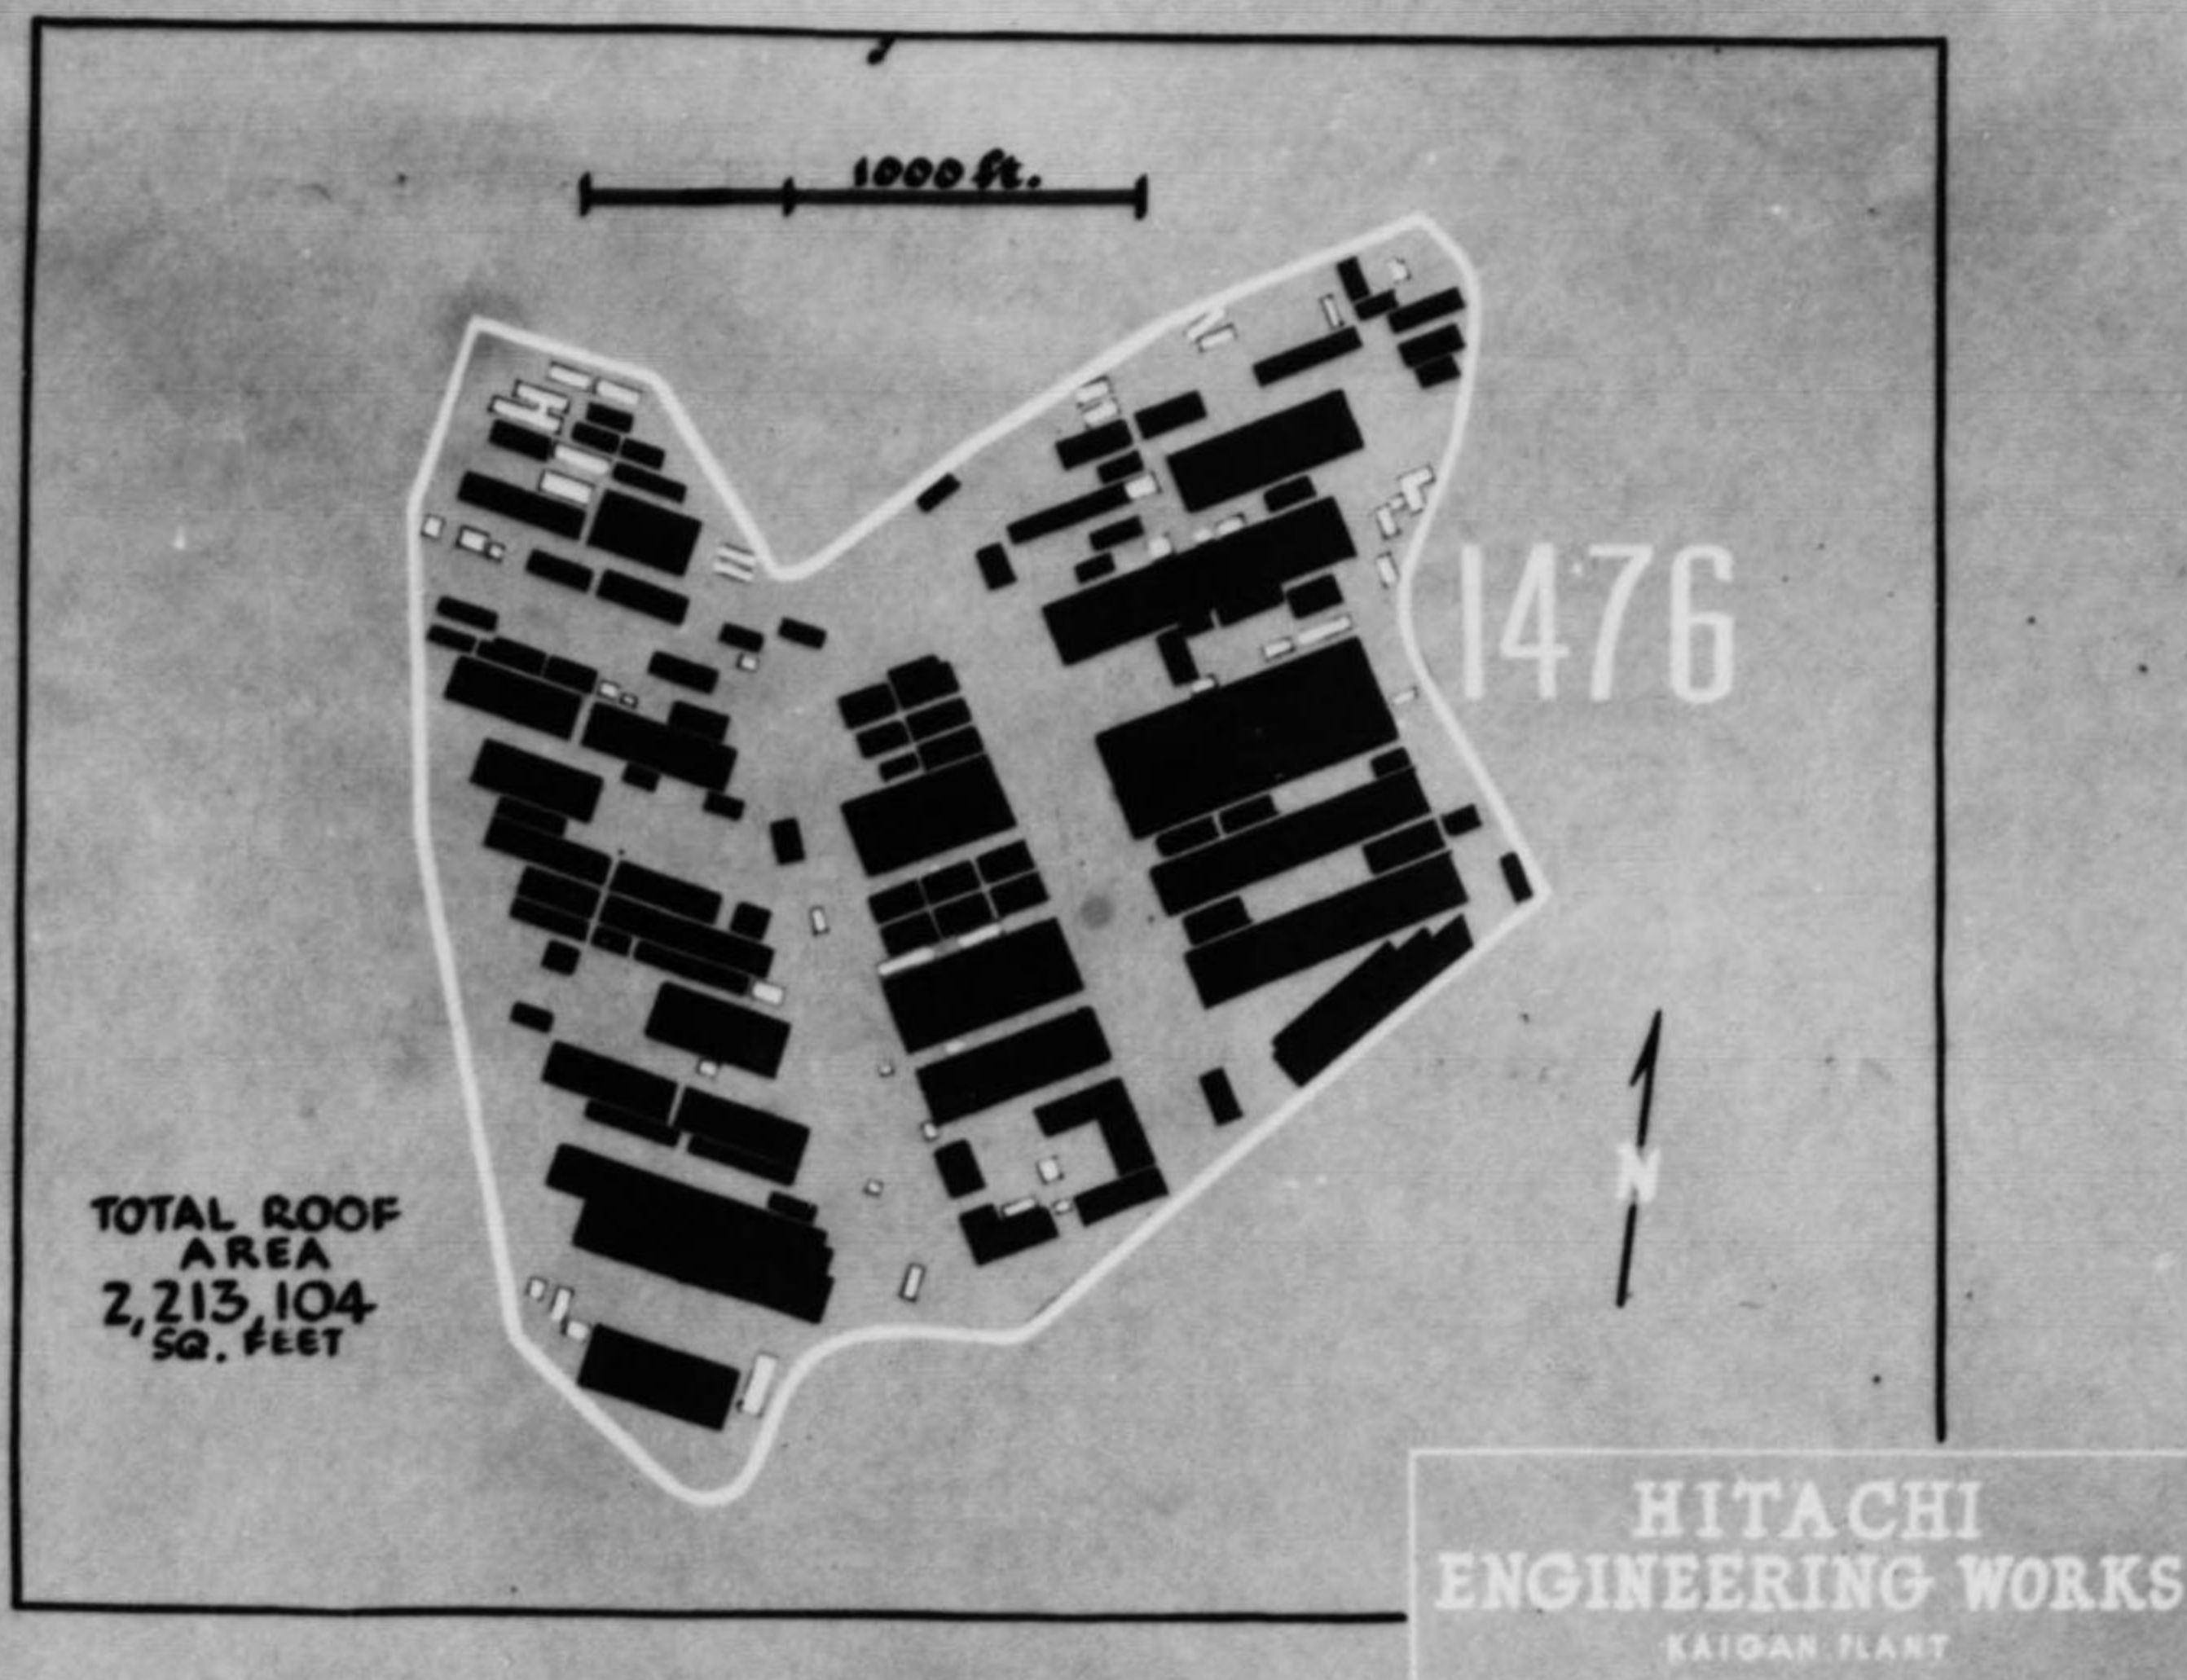 1000 ft.
1476
N
TOTAL ROOF
AREA
2,213,104
SQ. FEET
HITACHI
ENGINEERING WORKS
KAIGAN PLANT